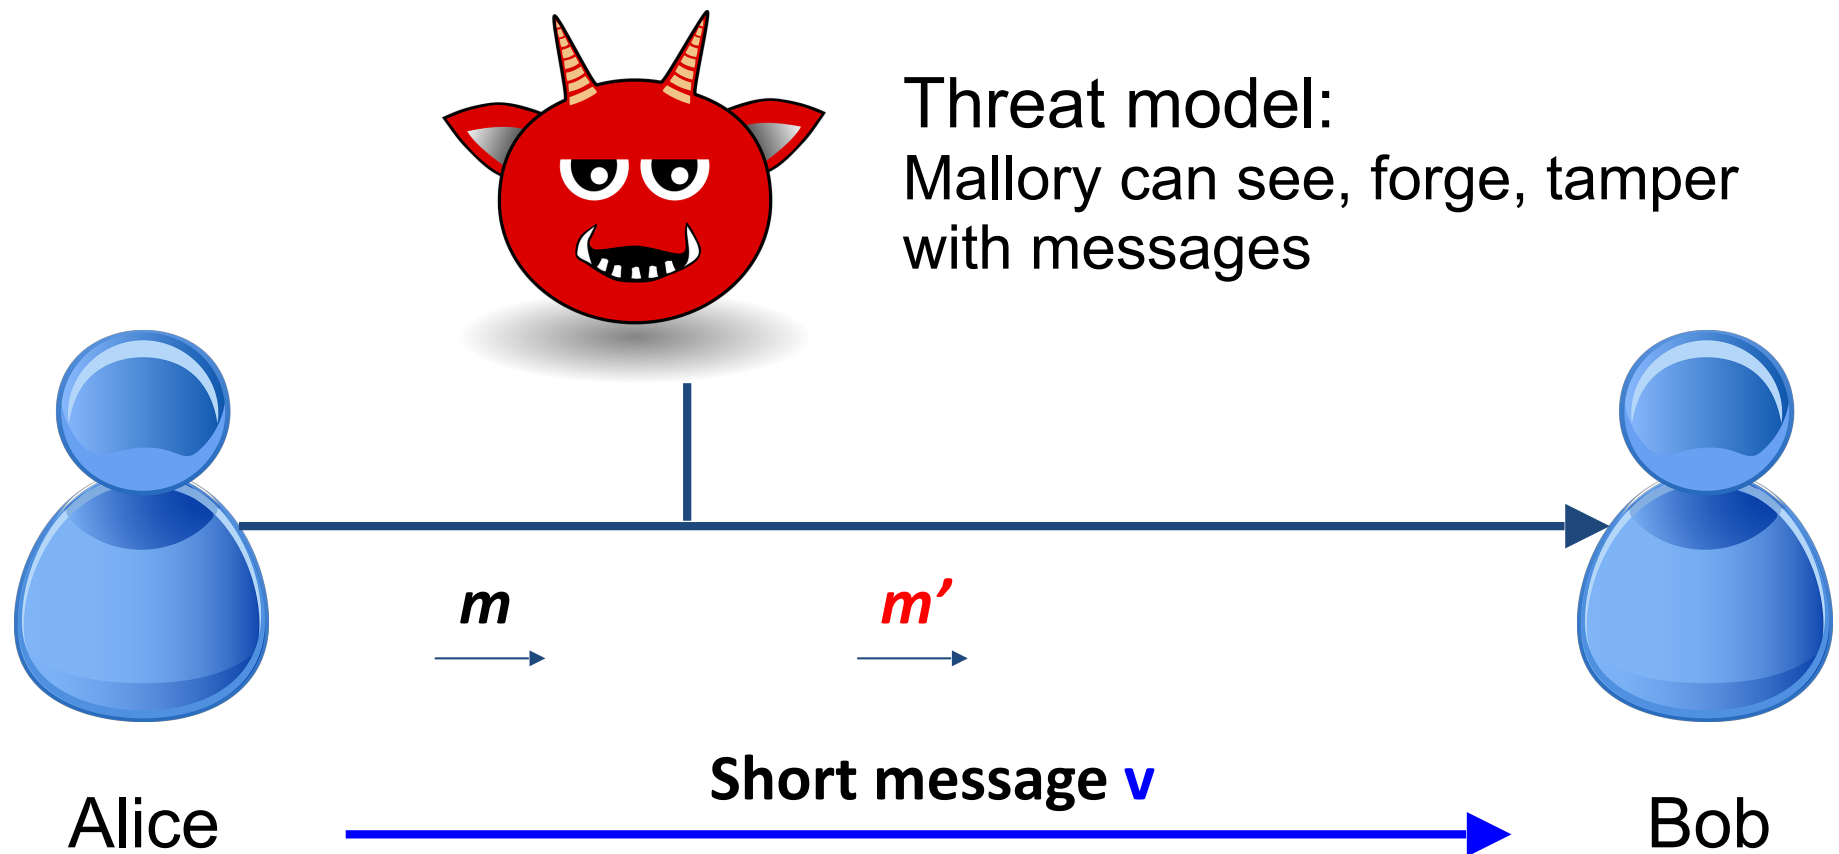 Threat model:
Mallory can see, forge, tamper
with messages
m
m’
Short message v
Alice
Bob